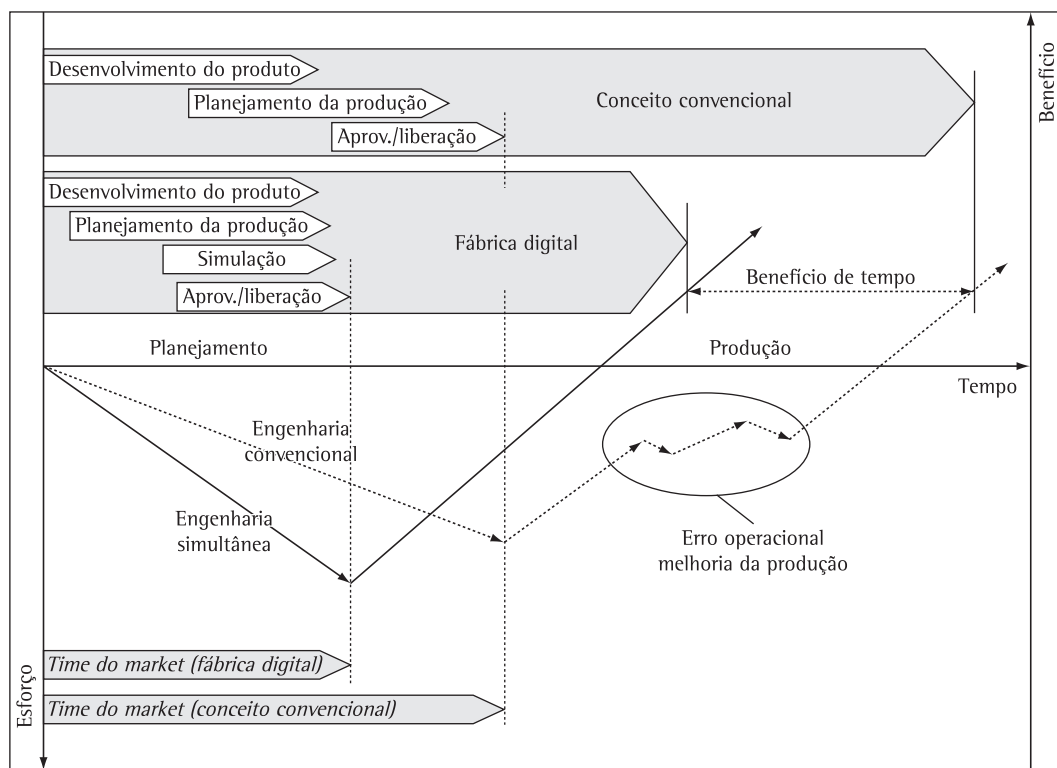 Desenvolvimento do produto
Planejamento da produção
Aprov./liberação
Conceito convencional
Benefício
Desenvolvimento do produto
Planejamento da produção
Simulação
Aprov./liberação
Fábrica digital
Benefício de tempo
Planejamento
Produção
Tempo
Engenharia
convencional
Engenharia
simultânea
Erro operacional
melhoria da produção
Esforço
Time do market (fábrica digital)
Time do market (conceito convencional)